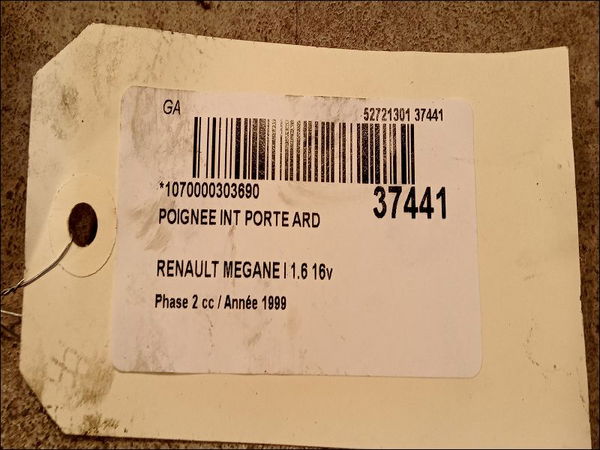 GA 52721301 37441
*1070000303690 37441
POIGNEE INT PORTE ARD
RENAULT MEGANE I 1.6 16v
Phase 2 cc / Année 1999